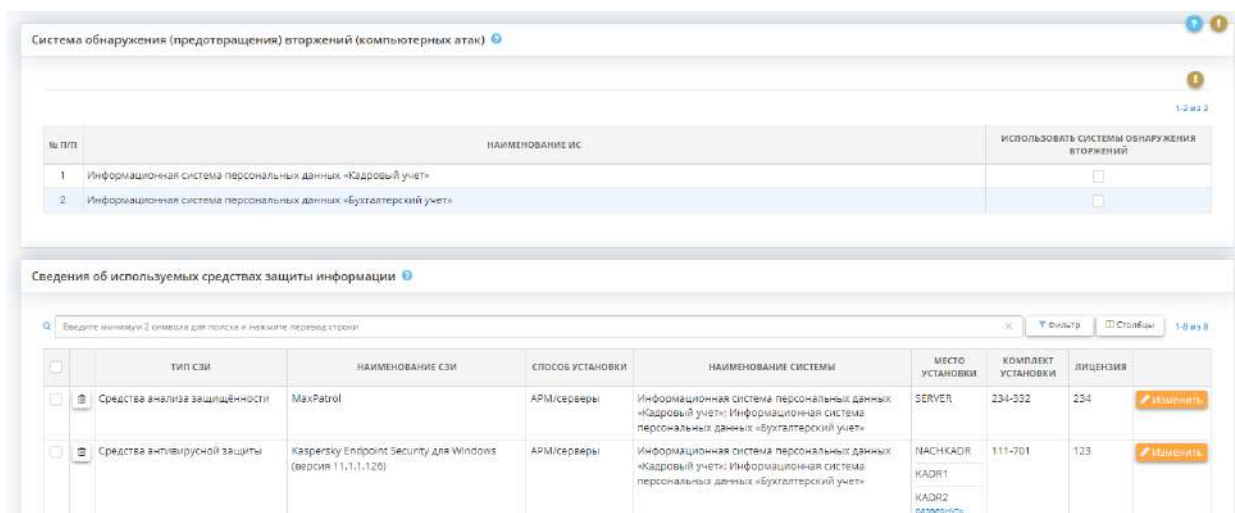 Система обнаружения (предотвращения) вторжений (компьютерных атак)
1-2 из 2
№ П/П
НАИМЕНОВАНИЕ ИС
ИСПОЛЬЗОВАТЬ СИСТЕМЫ ОБНАРУЖЕНИЯ
ВТОРЖЕНИЙ
1 Информационная система персональных данных «Кадровый учет»
2 Информационная система персональных данных «Бухгалтерский учет»
Сведения об используемых средствах защиты информации
Введите минимум 2 символа для поиска и нажмите перевод строки
Фильтр
Столбцы
1-8 из 8
ТИП СЗИ
НАИМЕНОВАНИЕ СЗИ
СПОСОБ УСТАНОВКИ
НАИМЕНОВАНИЕ СИСТЕМЫ
МЕСТО
УСТАНОВКИ
КОМПЛЕКТ
УСТАНОВКИ
ЛИЦЕНЗИЯ
Средства анализа защищённости
MaxPatrol
АРМ/серверы
Информационная система персональных данных
«Кадровый учет»; Информационная система
персональных данных «Бухгалтерский учет»
SERVER
234-332
234
Изменить
Средства антивирусной защиты
Kaspersky Endpoint Security для Windows
(версия 11.1.1.126)
АРМ/серверы
Информационная система персональных данных
«Кадровый учет»; Информационная система
персональных данных «Бухгалтерский учет»
NACHKADR
KADR1
KADR2
111-701
123
Изменить